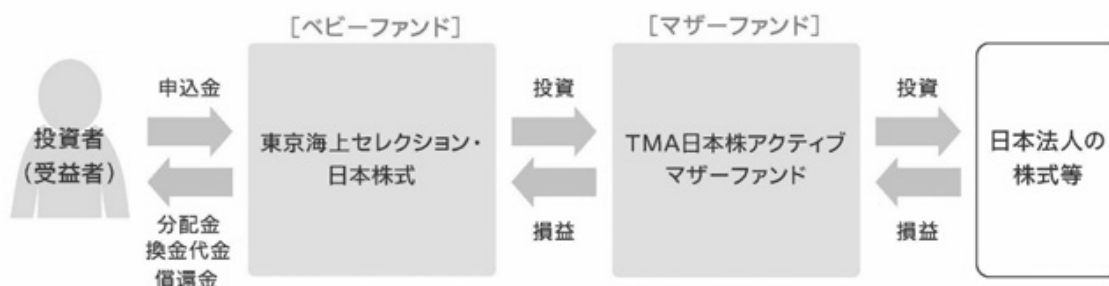 [ベビーファンド]
[マザーファンド]
申込金
投資
投資
投資者
(受益者)
東京海上セレクション・
日本株式
TMA日本株アクティブ
マザーファンド
日本法人の
株式等
分配金
換金代金
償還金
損益
損益